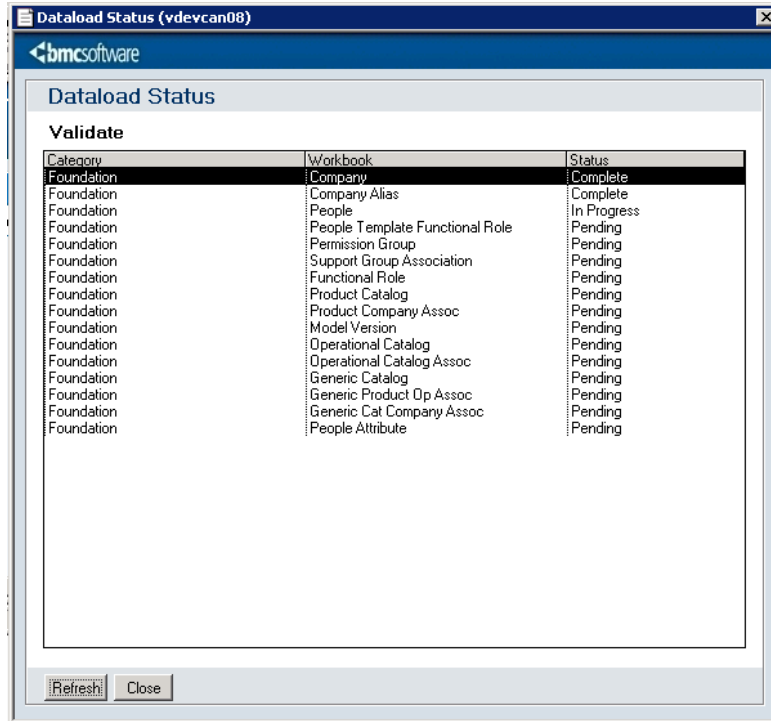 Dataload Status (vdevcan08)
bmcsoftware
Dataload Status
Validate
Category Workbook Status
Foundation Company Complete
Foundation Company Alias Complete
Foundation People In Progress
Foundation People Template Functional Role Pending
Foundation Permission Group Pending
Foundation Support Group Association Pending
Foundation Functional Role Pending
Foundation Product Catalog Pending
Foundation Product Company Assoc Pending
Foundation Model Version Pending
Foundation Operational Catalog Pending
Foundation Operational Catalog Assoc Pending
Foundation Generic Catalog Pending
Foundation Generic Product Op Assoc Pending
Foundation Generic Cat Company Assoc Pending
Foundation People Attribute Pending
Refresh Close